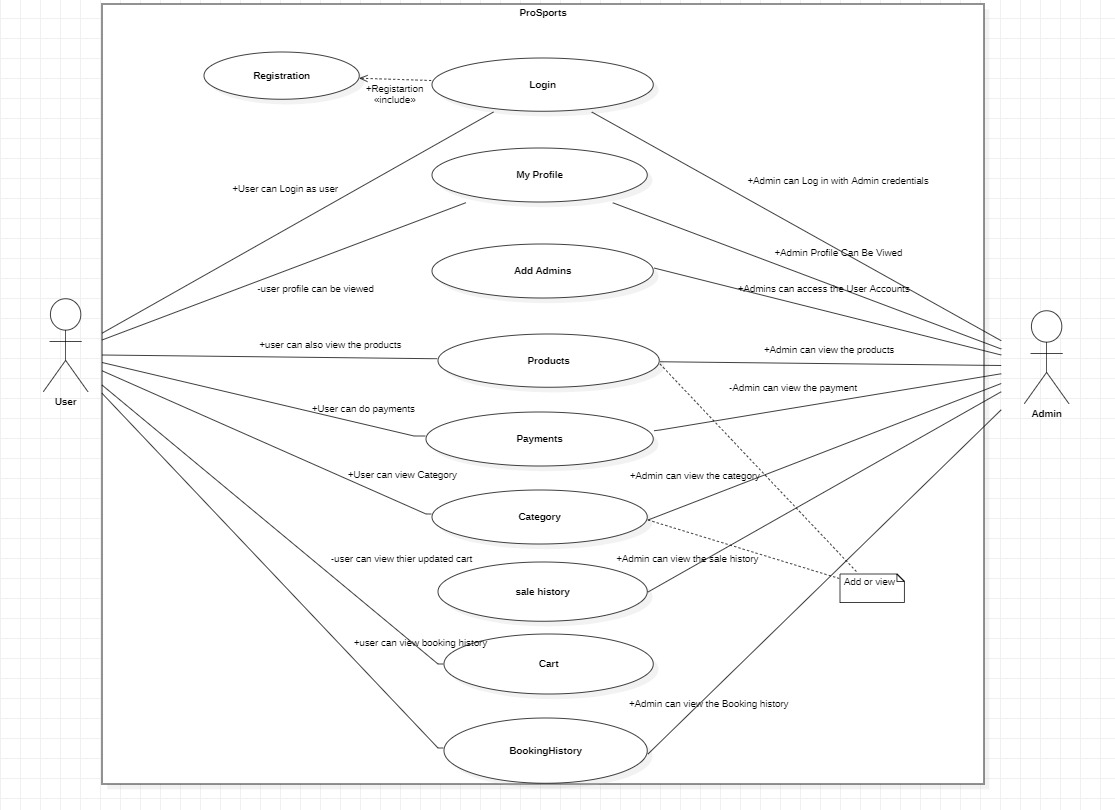 ProSports
Registration
Login
+Registartion
«include»
My Profile
+User can Login as user
+Admin can Log in with Admin credentials
Add Admins
+Admin Profile Can Be Viwed
-user profile can be viewed
+Admins can access the User Accounts
+user can also view the products
Products
+Admin can view the products
-Admin can view the payment
User
Admin
+User can do payments
Payments
+User can view Category
+Admin can view the category
Category
-user can view thier updated cart
+Admin can view the sale history
Add or view
sale history
+user can view booking history
Cart
+Admin can view the Booking history
BookingHistory